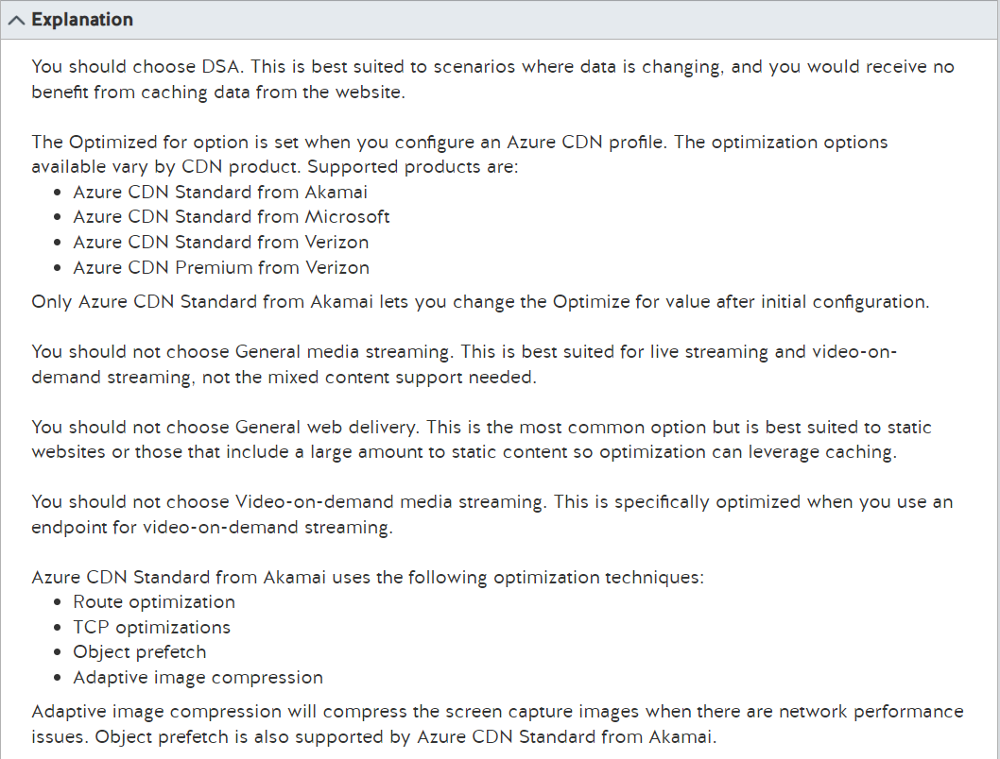 Explanation
You should choose DSA. This is best suited to scenarios where data is changing, and you would receive no
benefit from caching data from the website.
The Optimized for option is set when you configure an Azure CDN profile. The optimization options
available vary by CDN product. Supported products are:
• Azure CDN Standard from Akamai
• Azure CDN Standard from Microsoft
• Azure CDN Standard from Verizon
• Azure CDN Premium from Verizon
Only Azure CDN Standard from Akamai lets you change the Optimize for value after initial configuration.
You should not choose General media streaming. This is best suited for live streaming and video-on-
demand streaming, not the mixed content support needed.
You should not choose General web delivery. This is the most common option but is best suited to static
websites or those that include a large amount to static content so optimization can leverage caching.
You should not choose Video-on-demand media streaming. This is specifically optimized when you use an
endpoint for video-on-demand streaming.
Azure CDN Standard from Akamai uses the following optimization techniques:
• Route optimization
• TCP optimizations
• Object prefetch
• Adaptive image compression
Adaptive image compression will compress the screen capture images when there are network performance
issues. Object prefetch is also supported by Azure CDN Standard from Akamai.